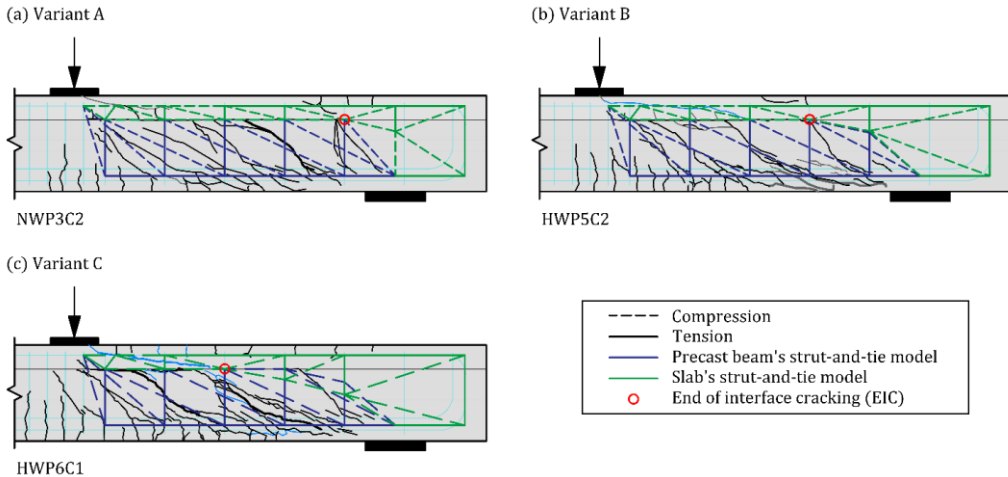 (a) Variant A
(b) Variant B
NWP3C2
HWP5C2
(c) Variant C
HWP6C1
Compression
Tension
Precast beam's strut-and-tie model
Slab's strut-and-tie model
End of interface cracking (EIC)